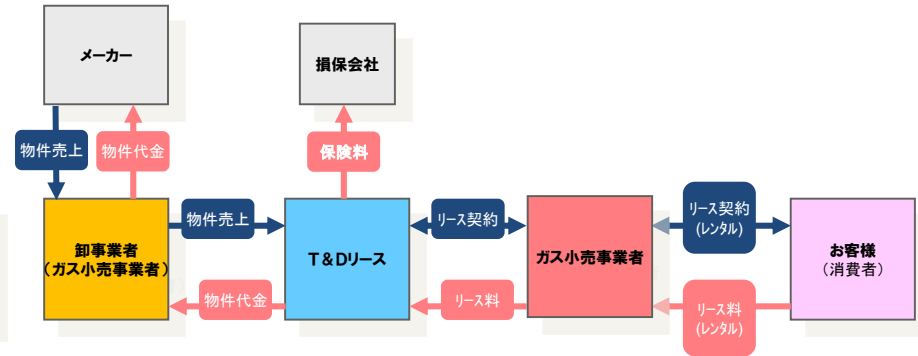 メーカー
損保会社
物件売上
物件代金
保険料
卸事業者
（ガス小売事業者）
物件売上
物件代金
T＆Dリース
リース契約
リース料
ガス小売事業者
リース契約
(レンタル)
リース料
(レンタル)
お客様
（消費者）